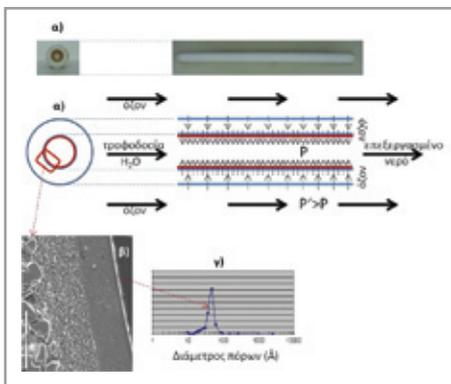 α)
α)
όζον
όζον
τροφοδοσία
H₂O
P
επεξεργασμένο
νερό
όζον
όζον
P'>P
β)
γ)
Διάμετρος πόρων (Å)